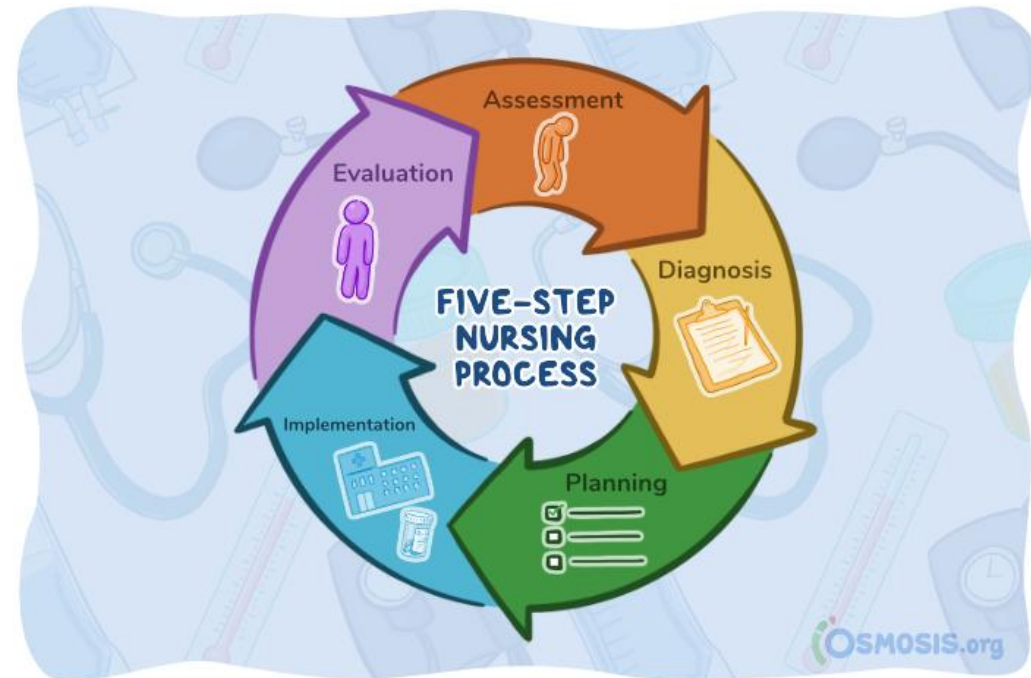 Assessment
Diagnosis
Planning
Implementation
Evaluation
FIVE-STEP
NURSING
PROCESS
OSMOSIS.org